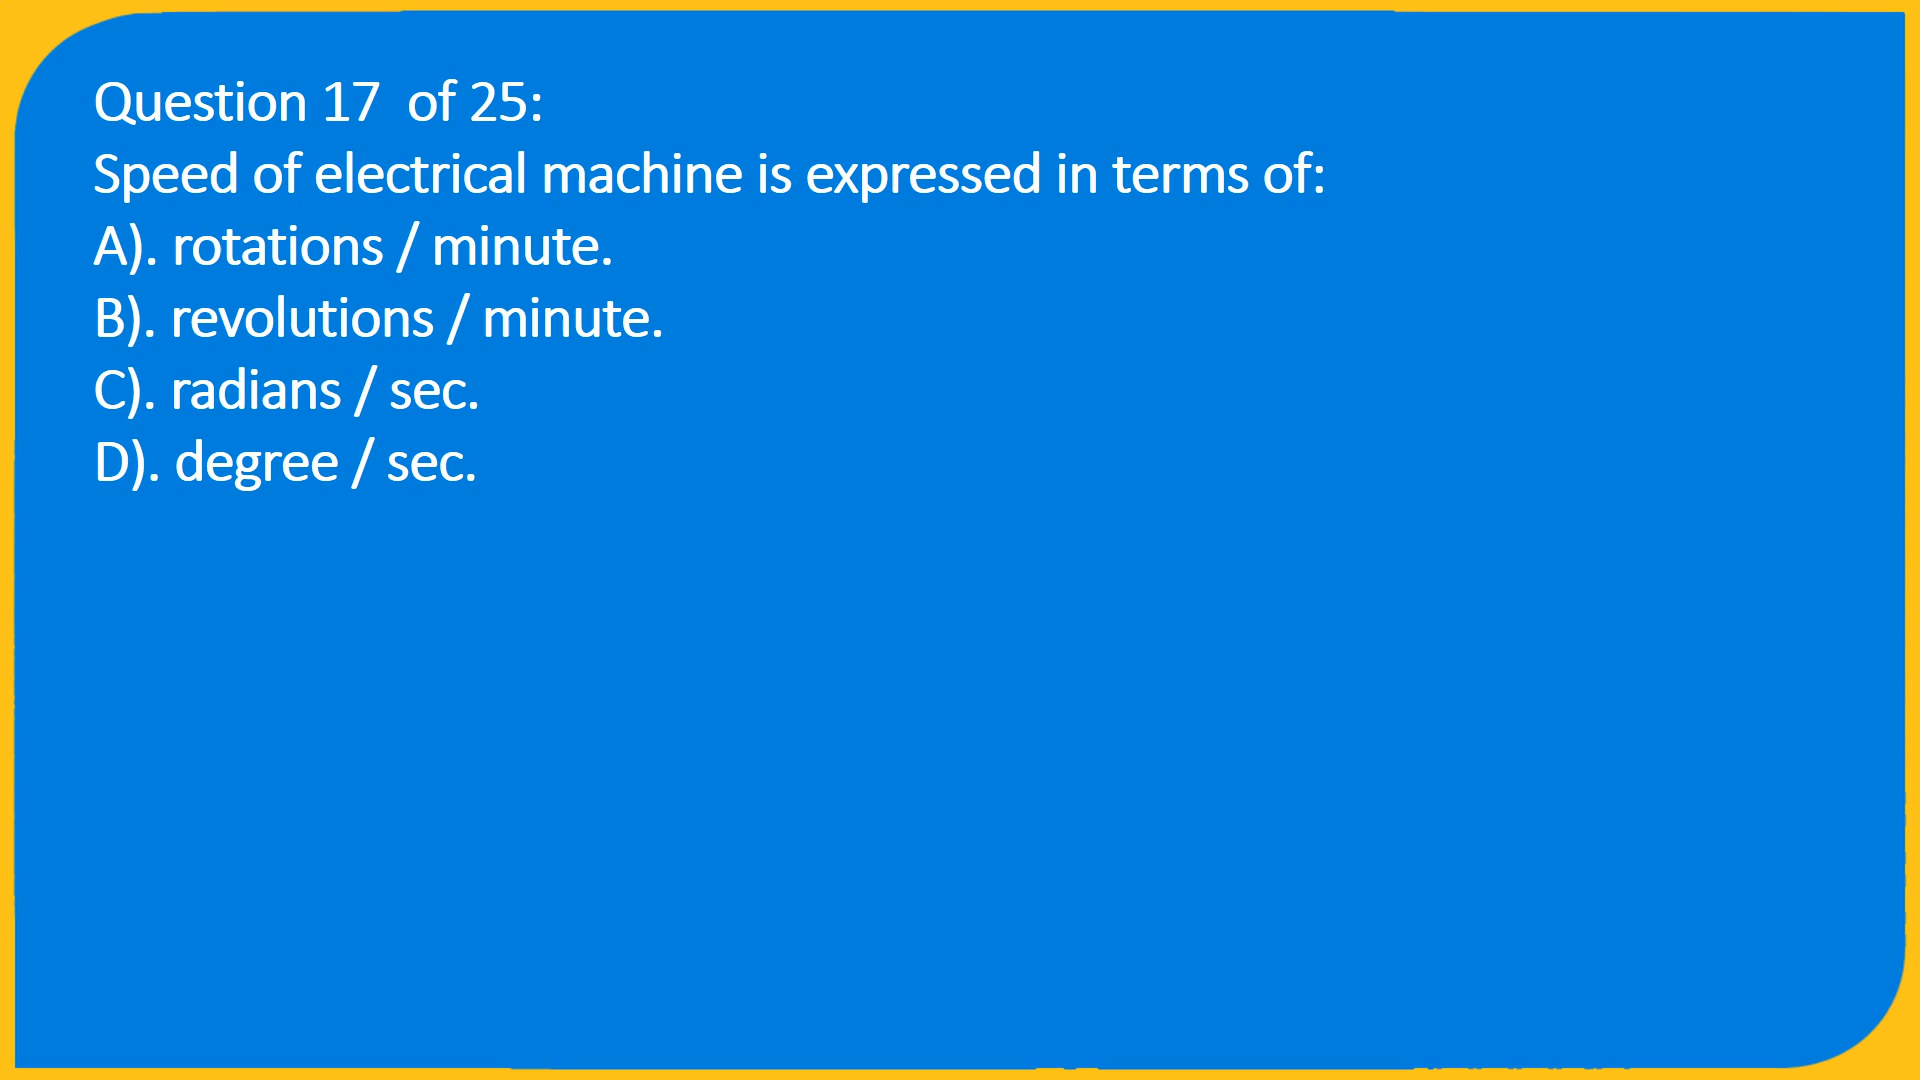 Question 17  of 25:
Speed of electrical machine is expressed in terms of:
A). rotations / minute.
B). revolutions / minute.
C). radians / sec.
D). degree / sec.